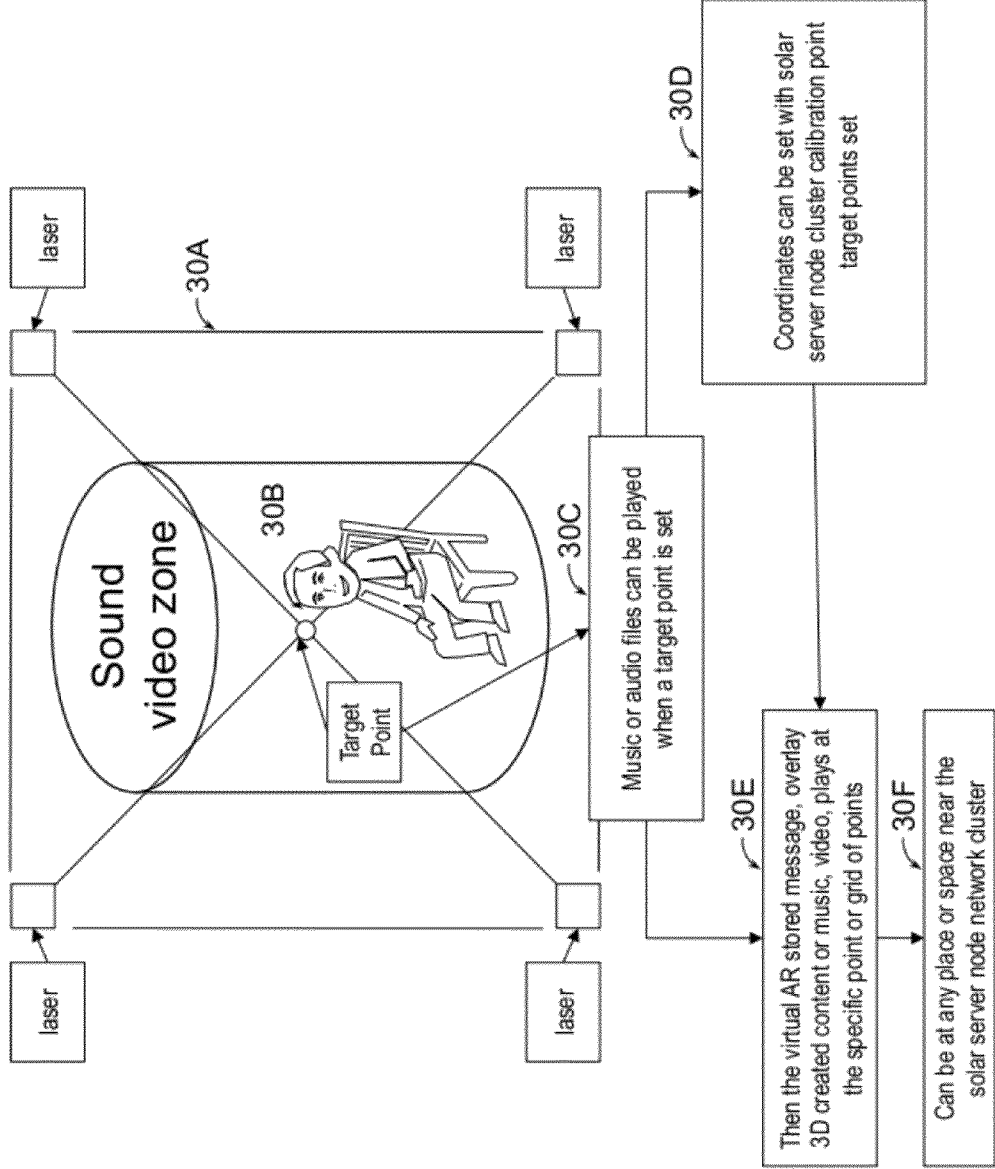 laser
laser
30A
Sound
video zone
30B
Target
Point
laser
laser
30C
Music or audio files can be played
when a target point is set
30D
Coordinates can be set with solar
server node cluster calibration point
target points set
30E
Then the virtual AR stored message, overlay
3D created content or music, video, plays at
the specific point or grid of points
30F
Can be at any place or space near the
solar server node network cluster